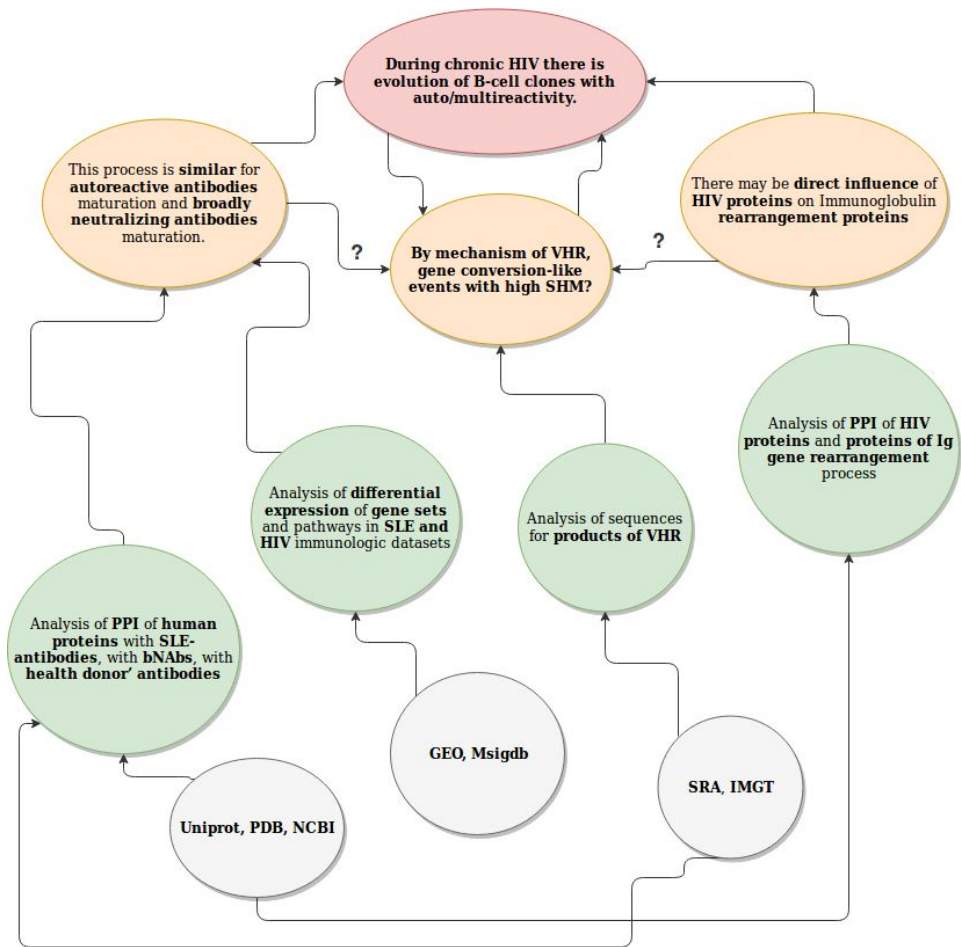 During chronic HIV there is
evolution of B-cell clones with
auto/multireactivity.
This process is similar for
autoreactive antibodies
maturation and broadly
neutralizing antibodies
maturation.
There may be direct influence of
HIV proteins on Immunoglobulin
rearrangement proteins
?
?
By mechanism of VHR,
gene conversion-like
events with high SHM?
Analysis of PPI of HIV
proteins and proteins of Ig
gene rearrangement
process
Analysis of differential
expression of gene sets
and pathways in SLE and
HIV immunologic datasets
Analysis of sequences
for products of VHR
Analysis of PPI of human
proteins with SLE-
antibodies, with bNAbs, with
health donor’ antibodies
GEO, Msigdb
SRA, IMGT
Uniprot, PDB, NCBI